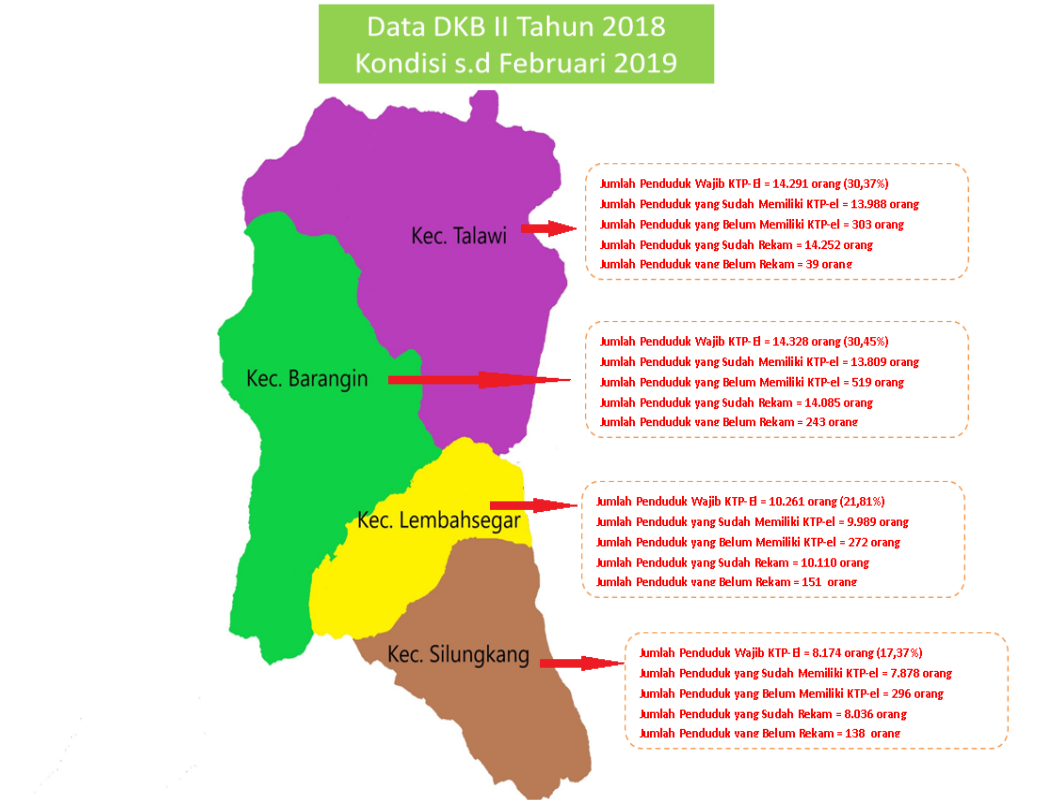 Data DKB II Tahun 2018
Kondisi s.d Februari 2019
Kec. Talawi
Jumlah Penduduk Wajib KTP-El = 14.291 orang (30,37%)
Jumlah Penduduk yang Sudah Memiliki KTP-el = 13.988 orang
Jumlah Penduduk yang Belum Memiliki KTP-el = 303 orang
Jumlah Penduduk yang Sudah Rekam = 14.252 orang
Jumlah Penduduk yang Belum Rekam = 39 orang
Kec. Barangin
Jumlah Penduduk Wajib KTP-El = 14.328 orang (30,45%)
Jumlah Penduduk yang Sudah Memiliki KTP-el = 13.809 orang
Jumlah Penduduk yang Belum Memiliki KTP-el = 519 orang
Jumlah Penduduk yang Sudah Rekam = 14.085 orang
Jumlah Penduduk yang Belum Rekam = 243 orang
Kec. Lembahsegar
Jumlah Penduduk Wajib KTP-El = 10.261 orang (21,81%)
Jumlah Penduduk yang Sudah Memiliki KTP-el = 9.989 orang
Jumlah Penduduk yang Belum Memiliki KTP-el = 272 orang
Jumlah Penduduk yang Sudah Rekam = 10.110 orang
Jumlah Penduduk yang Belum Rekam = 151 orang
Kec. Silungkang
Jumlah Penduduk Wajib KTP-El = 8.174 orang (17,37%)
Jumlah Penduduk yang Sudah Memiliki KTP-el = 7.878 orang
Jumlah Penduduk yang Belum Memiliki KTP-el = 296 orang
Jumlah Penduduk yang Sudah Rekam = 8.036 orang
Jumlah Penduduk yang Belum Rekam = 138 orang